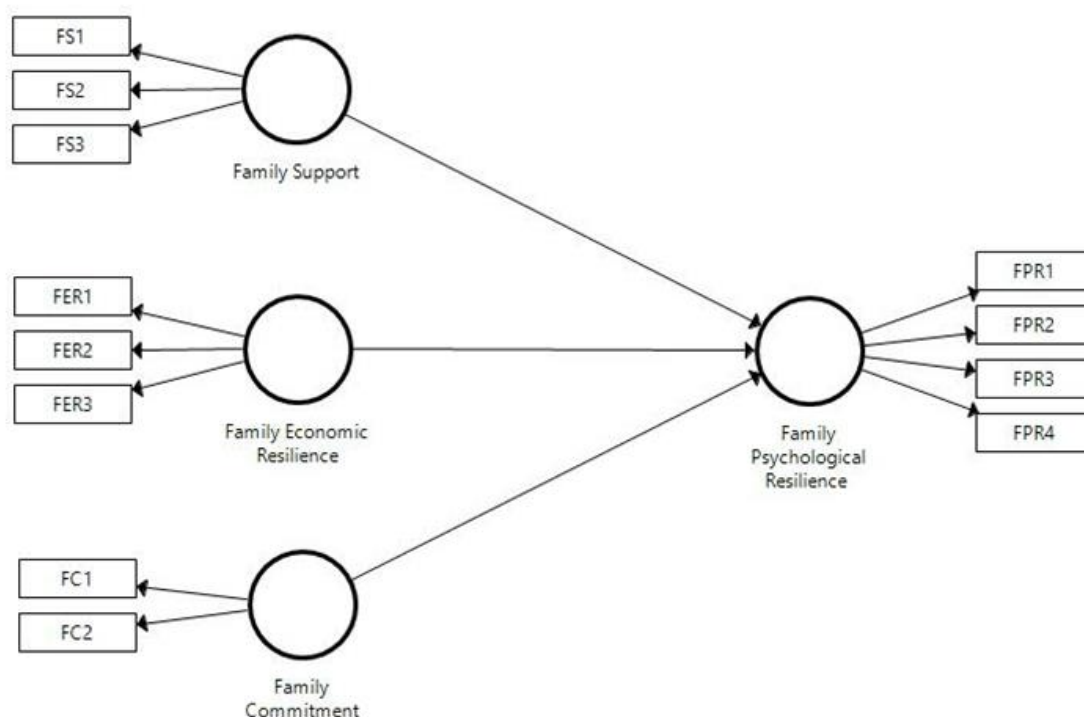 FS1
FS2
FS3
Family Support
FER1
FER2
FER3
Family Economic
Resilience
FC1
FC2
Family
Commitment
FPR1
FPR2
FPR3
FPR4
Family
Psychological
Resilience